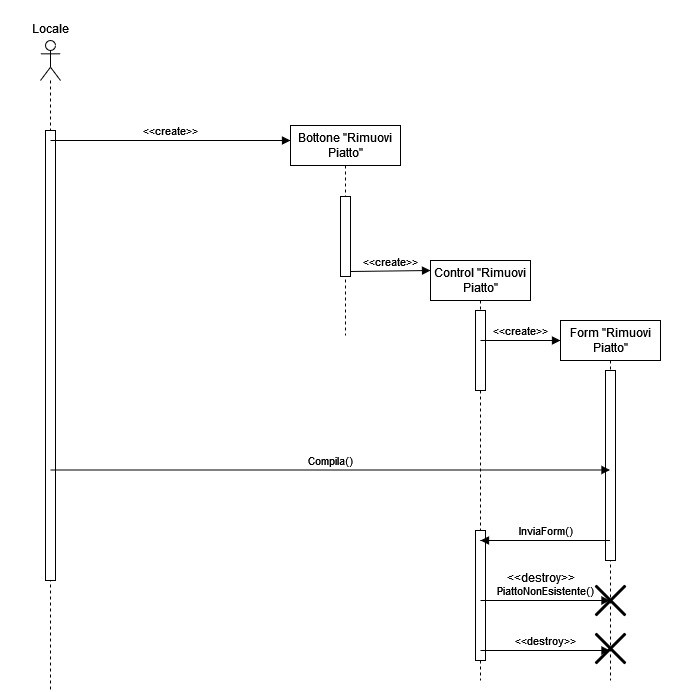 Locale
<<create>>
Bottone "Rimuovi
Piatto"
<<create>>
Control "Rimuovi
Piatto"
<<create>>
Form "Rimuovi
Piatto"
Compila()
InviaForm()
<<destroy>>
PiattoNonEsistente()
<<destroy>>